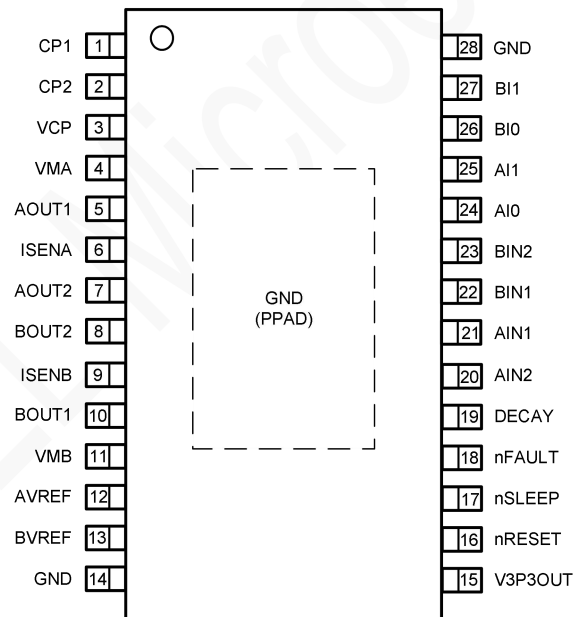 CP1 1
CP2 2
VCP 3
VMA 4
AOUT1 5
ISENA 6
AOUT2 7
BOUT2 8
ISENB 9
BOUT1 10
VMB 11
AVREF 12
BVREF 13
GND 14
GND
(PPAD)
28 GND
27 BI1
26 BI0
25 AI1
24 AI0
23 BIN2
22 BIN1
21 AIN1
20 AIN2
19 DECAY
18 nFAULT
17 nSLEEP
16 nRESET
15 V3P3OUT